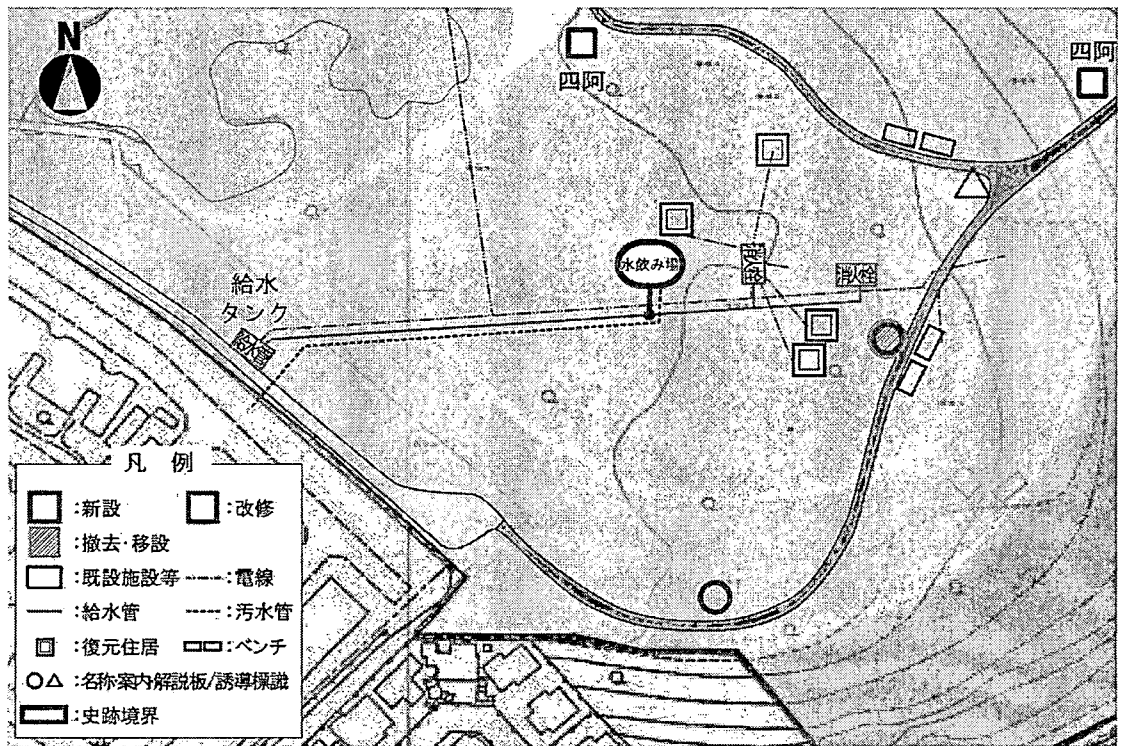 N
四阿
四阿
水飲み場
消火栓
給水
タンク
凡 例
:新設
:改修
:撤去・移設
:既設施設等
:電線
:給水管
:汚水管
:復元住居
:ベンチ
:名称案内解説板/誘導標識
:史跡境界